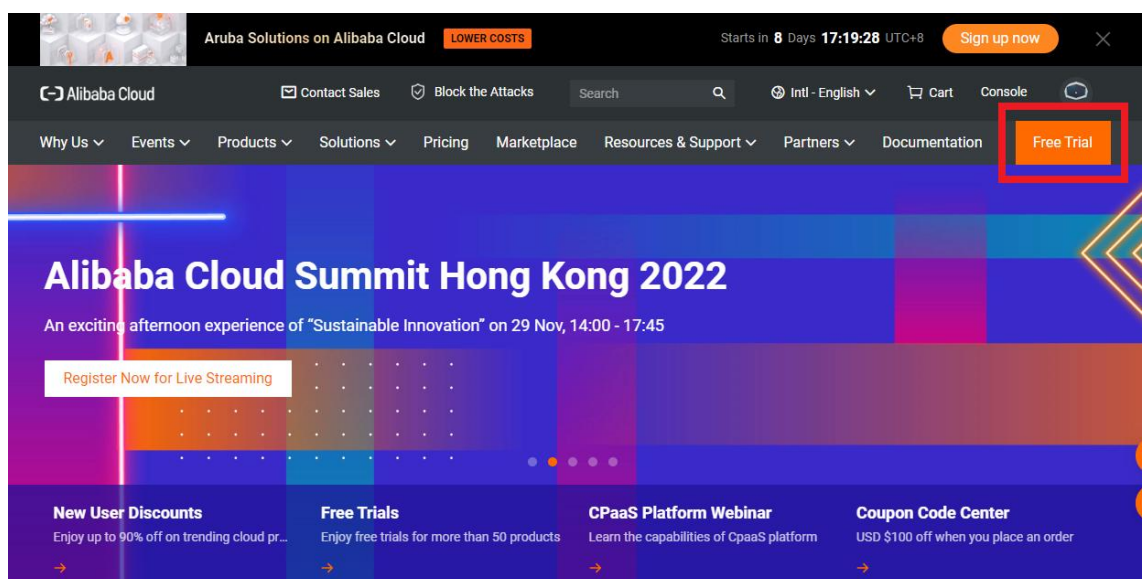 Aruba Solutions on Alibaba Cloud LOWER COSTS Starts in 8 Days 17:19:28 UTC+8 Sign up now
Alibaba Cloud Contact Sales Block the Attacks Search Intl - English Cart Console
Why Us Events Products Solutions Pricing Marketplace Resources & Support Partners Documentation Free Trial
Alibaba Cloud Summit Hong Kong 2022
An exciting afternoon experience of “Sustainable Innovation” on 29 Nov, 14:00 - 17:45
Register Now for Live Streaming
New User Discounts
Enjoy up to 90% off on trending cloud pr...
Free Trials
Enjoy free trials for more than 50 products
CPaaS Platform Webinar
Learn the capabilities of CpaaS platform
Coupon Code Center
USD $100 off when you place an order